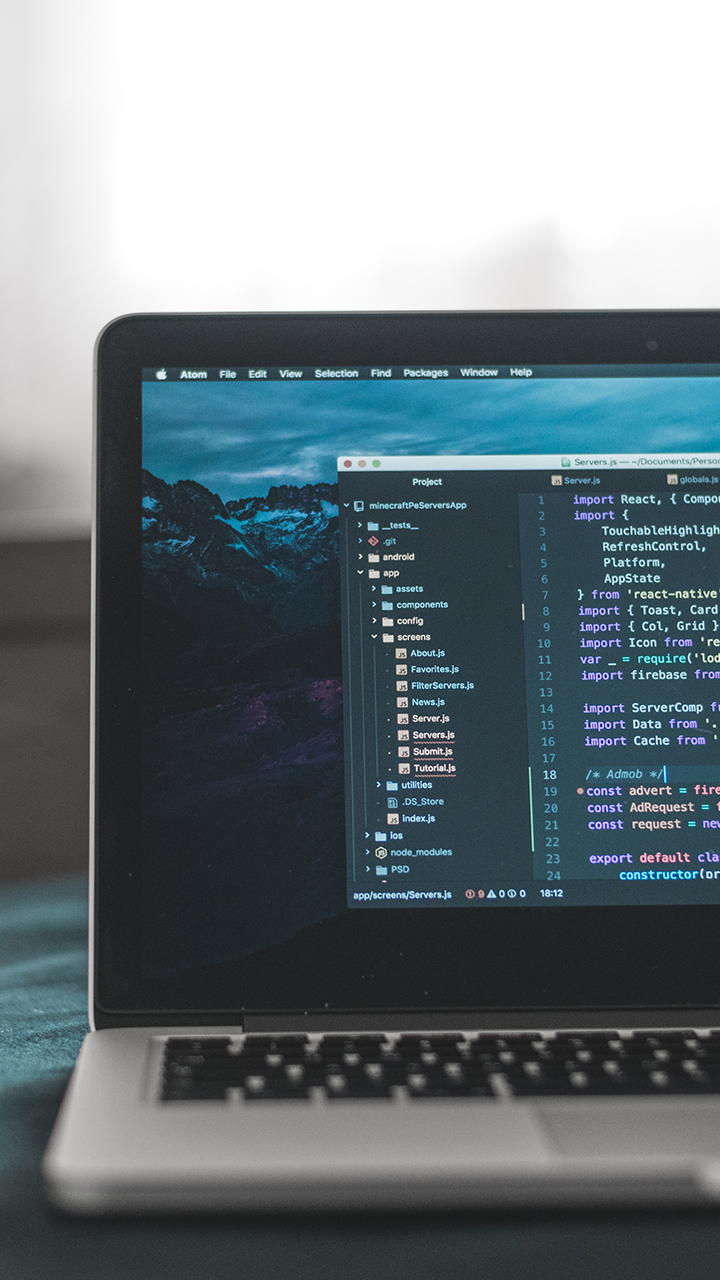 Atom File Edit View Selection Find Packages Window Help
Servers.js — ~/Documents/Perso
Project
Server.js
globals.js
minecraftPeServersApp
__tests__
.git
android
app
assets
components
config
screens
About.js
Favorites.js
FilterServers.js
News.js
Server.js
Servers.js
Submit.js
Tutorial.js
utilities
.DS_Store
index.js
ios
node_modules
PSD
1 import React, { Compo
2 import {
3 TouchableHighligh
4 RefreshControl,
5 Platform,
6 AppState
7 } from 'react-native'
8 import { Toast, Card
9 import { Col, Grid }
10 import Icon from 're
11 var _ = require('lod
12 import firebase from
13
14 import ServerComp fr
15 import Data from '.
16 import Cache from '
17
18 /* Admob */
19 const advert = fire
20 const AdRequest = f
21 const request = new
22
23 export default cla
24 constructor(pr
app/screens/Servers.js 9 0 0 18:12